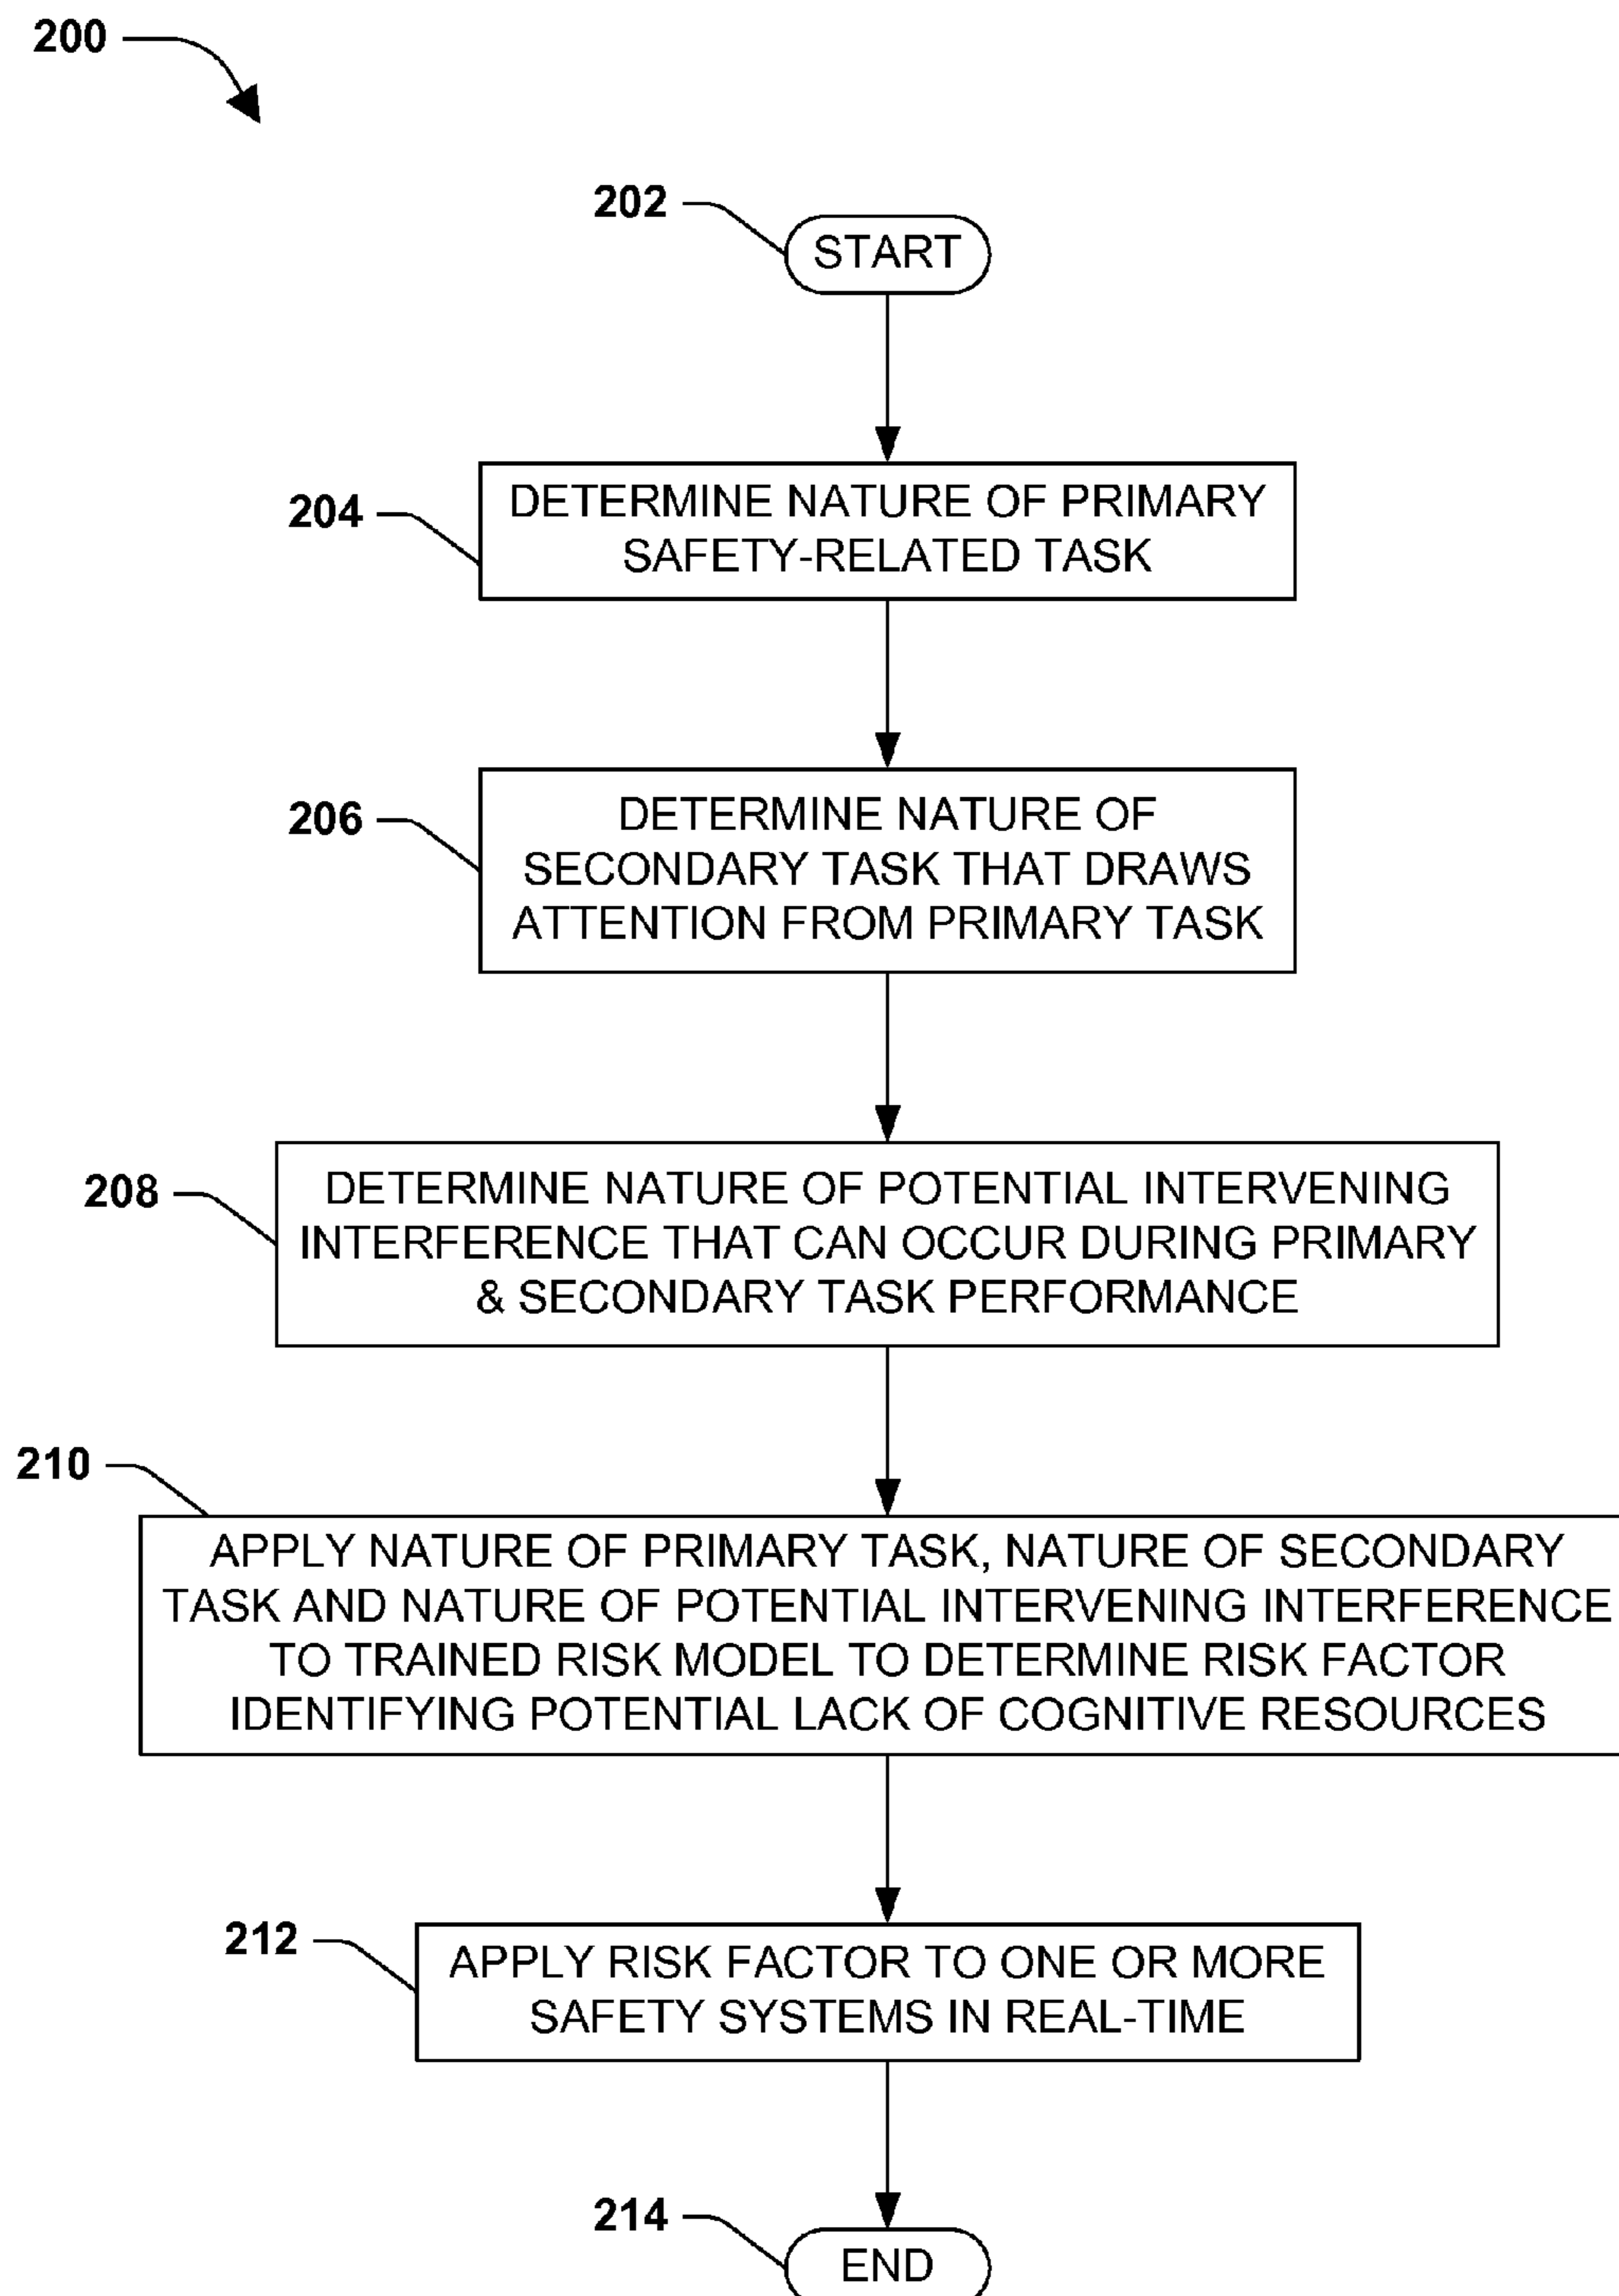 200
202
START
204
DETERMINE NATURE OF PRIMARY
SAFETY-RELATED TASK
206
DETERMINE NATURE OF
SECONDARY TASK THAT DRAWS
ATTENTION FROM PRIMARY TASK
208
DETERMINE NATURE OF POTENTIAL INTERVENING
INTERFERENCE THAT CAN OCCUR DURING PRIMARY
& SECONDARY TASK PERFORMANCE
210
APPLY NATURE OF PRIMARY TASK, NATURE OF SECONDARY
TASK AND NATURE OF POTENTIAL INTERVENING INTERFERENCE
TO TRAINED RISK MODEL TO DETERMINE RISK FACTOR
IDENTIFYING POTENTIAL LACK OF COGNITIVE RESOURCES
212
APPLY RISK FACTOR TO ONE OR MORE
SAFETY SYSTEMS IN REAL-TIME
214
END